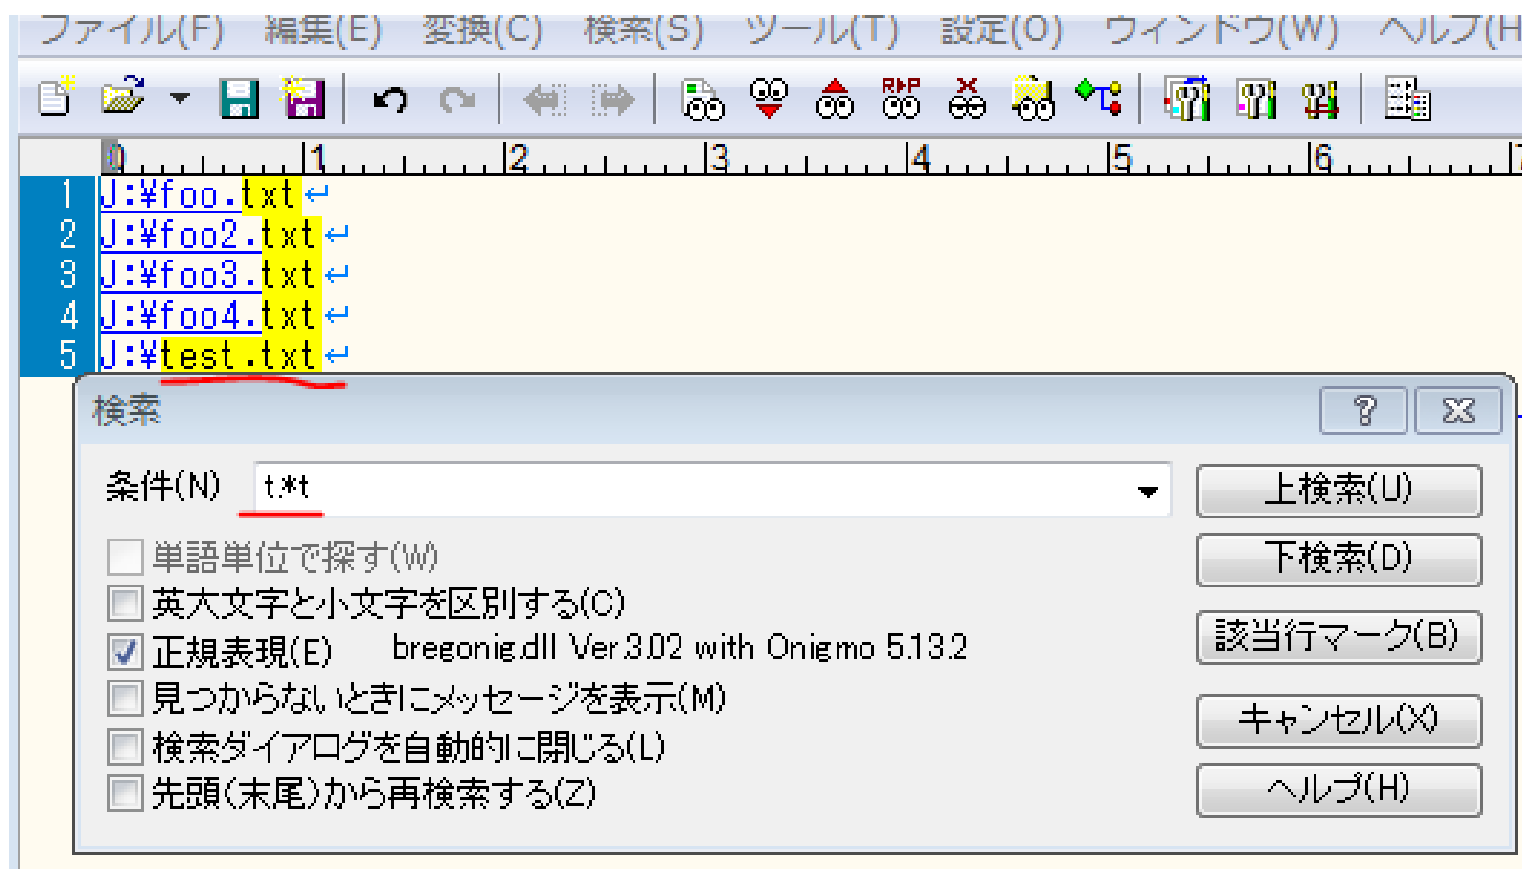 ファイル(F) 編集(E) 変換(C) 検索(S) ツール(T) 設定(O) ウィンドウ(W) ヘルプ(H
0 1 2 3 4 5 6 7
1 J:¥foo.txt↵
2 J:¥foo2.txt↵
3 J:¥foo3.txt↵
4 J:¥foo4.txt↵
5 J:¥test.txt↵
検索
条件(N) t.*t 上検索(U)
単語単位で探す(W) 下検索(D)
英大文字と小文字を区別する(C)
正規表現(E) bregonig.dll Ver.3.02 with Onigmo 5.13.2 該当行マーク(B)
見つからないときにメッセージを表示(M) キャンセル(X)
検索ダイアログを自動的に閉じる(L)
先頭(末尾)から再検索する(Z) ヘルプ(H)